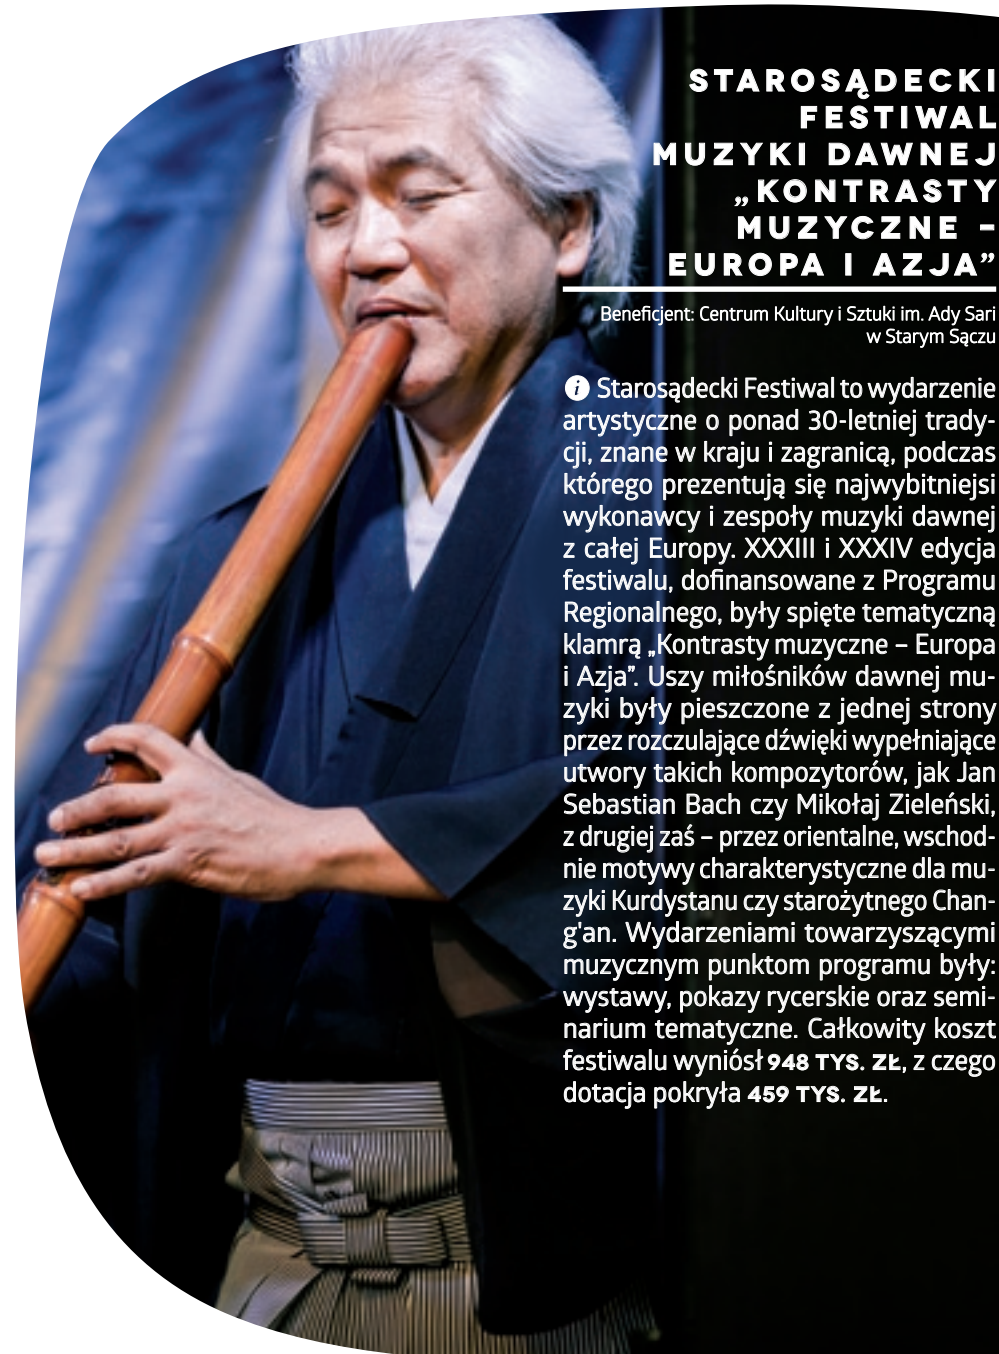 STAROSĄDECKI
FESTIWAL
MUZYKI DAWNEJ
„KONTRASTY
MUZYCZNE –
EUROPA I AZJA”
Beneficjent: Centrum Kultury i Sztuki im. Ady Sari
w Starym Sączu
i Starosądecki Festiwal to wydarzenie
artystyczne o ponad 30-letniej trady-
cji, znane w kraju i zagranicą, podczas
którego prezentują się najwybitniejsi
wykonawcy i zespoły muzyki dawnej
z całej Europy. XXXIII i XXXIV edycja
festiwalu, dofinansowane z Programu
Regionalnego, były spięte tematyczną
klamrą „Kontrasty muzyczne – Europa
i Azja”. Uszy miłośników dawnej mu-
zyki były pieszczone z jednej strony
przez rozczulające dźwięki wypełniające
utwory takich kompozytorów, jak Jan
Sebastian Bach czy Mikołaj Zieleński,
z drugiej zaś – przez orientalne, wschod-
nie motywy charakterystyczne dla mu-
zyki Kurdystanu czy starożytnego Chan-
g'an. Wydarzeniami towarzyszącymi
muzycznym punktom programu były:
wystawy, pokazy rycerskie oraz semi-
narium tematyczne. Całkowity koszt
festiwalu wyniósł 948 TYS. ZŁ, z czego
dotacja pokryła 459 TYS. ZŁ.